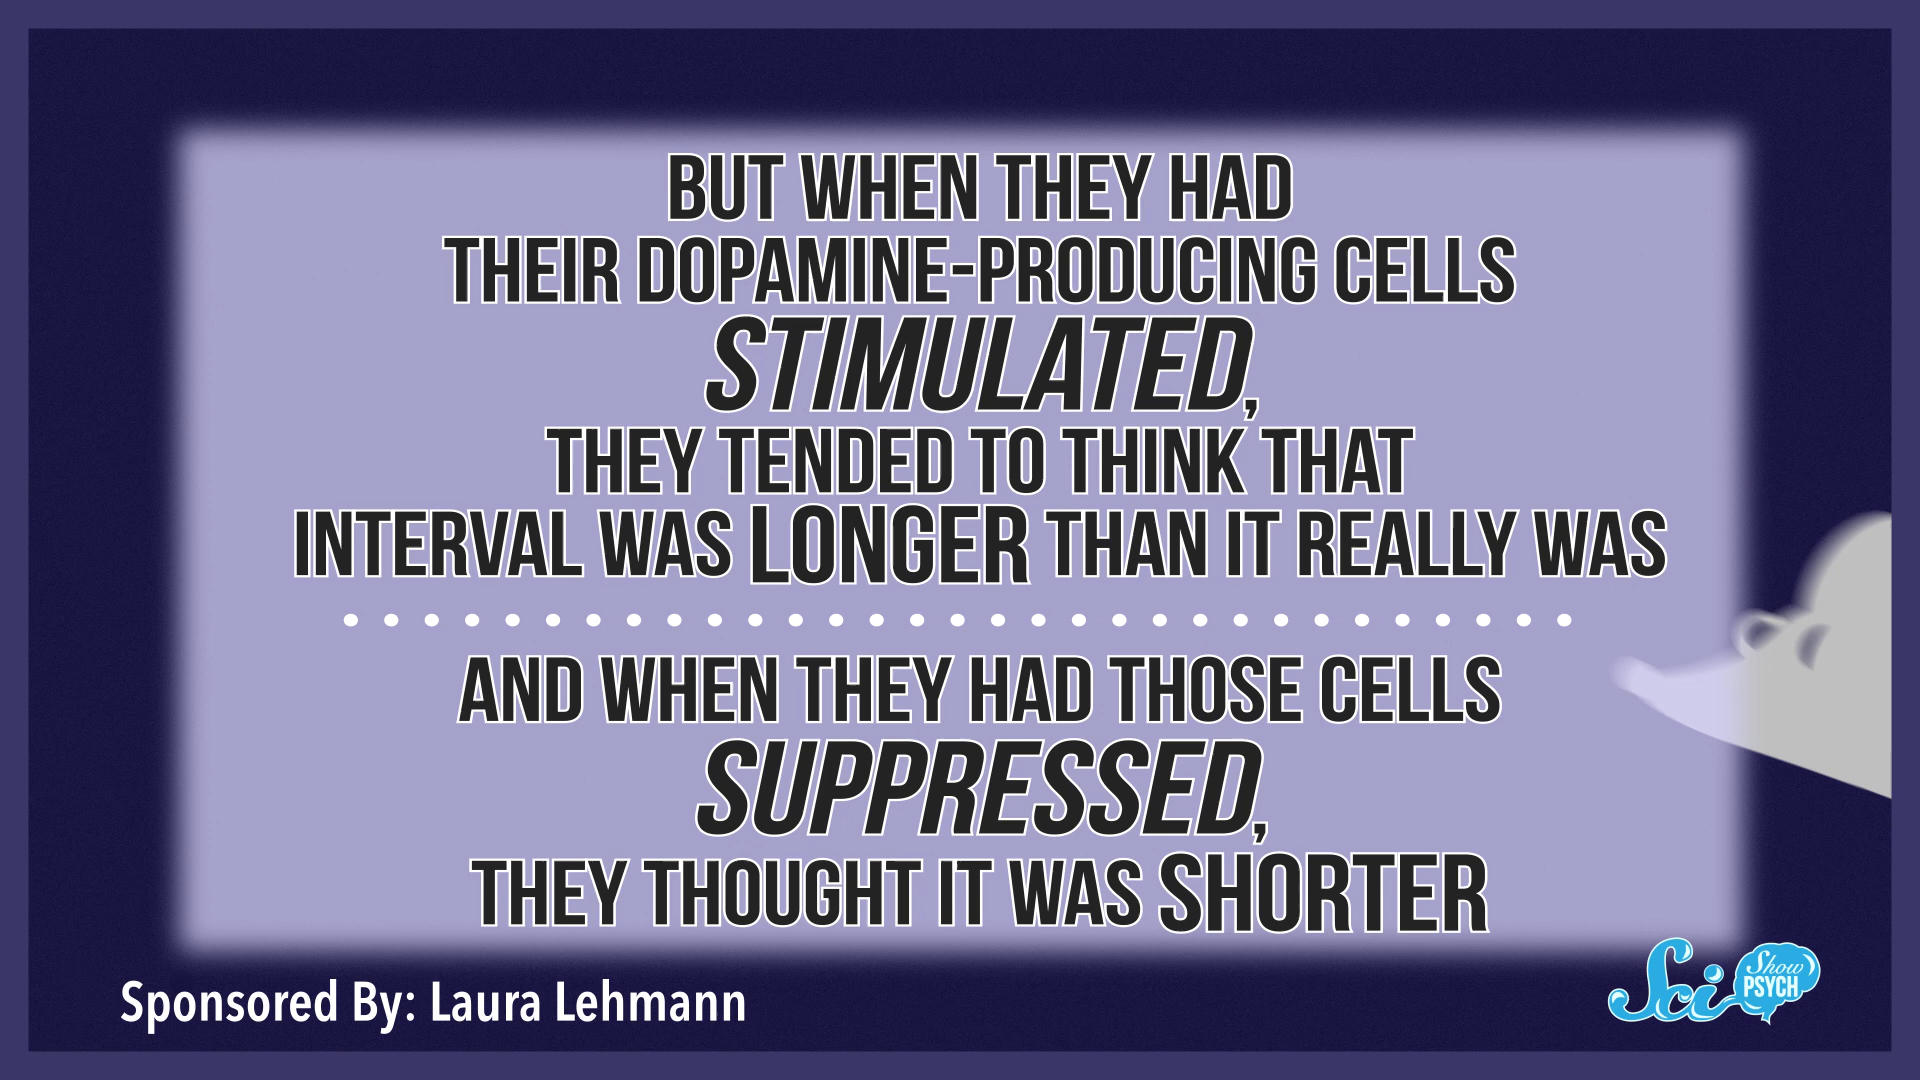 BUT WHEN THEY HAD
THEIR DOPAMINE-PRODUCING CELLS
STIMULATED,
THEY TENDED TO THINK THAT
INTERVAL WAS LONGER THAN IT REALLY WAS
AND WHEN THEY HAD THOSE CELLS
SUPPRESSED,
THEY THOUGHT IT WAS SHORTER
Sponsored By: Laura Lehmann
Sci Show
PSYCH